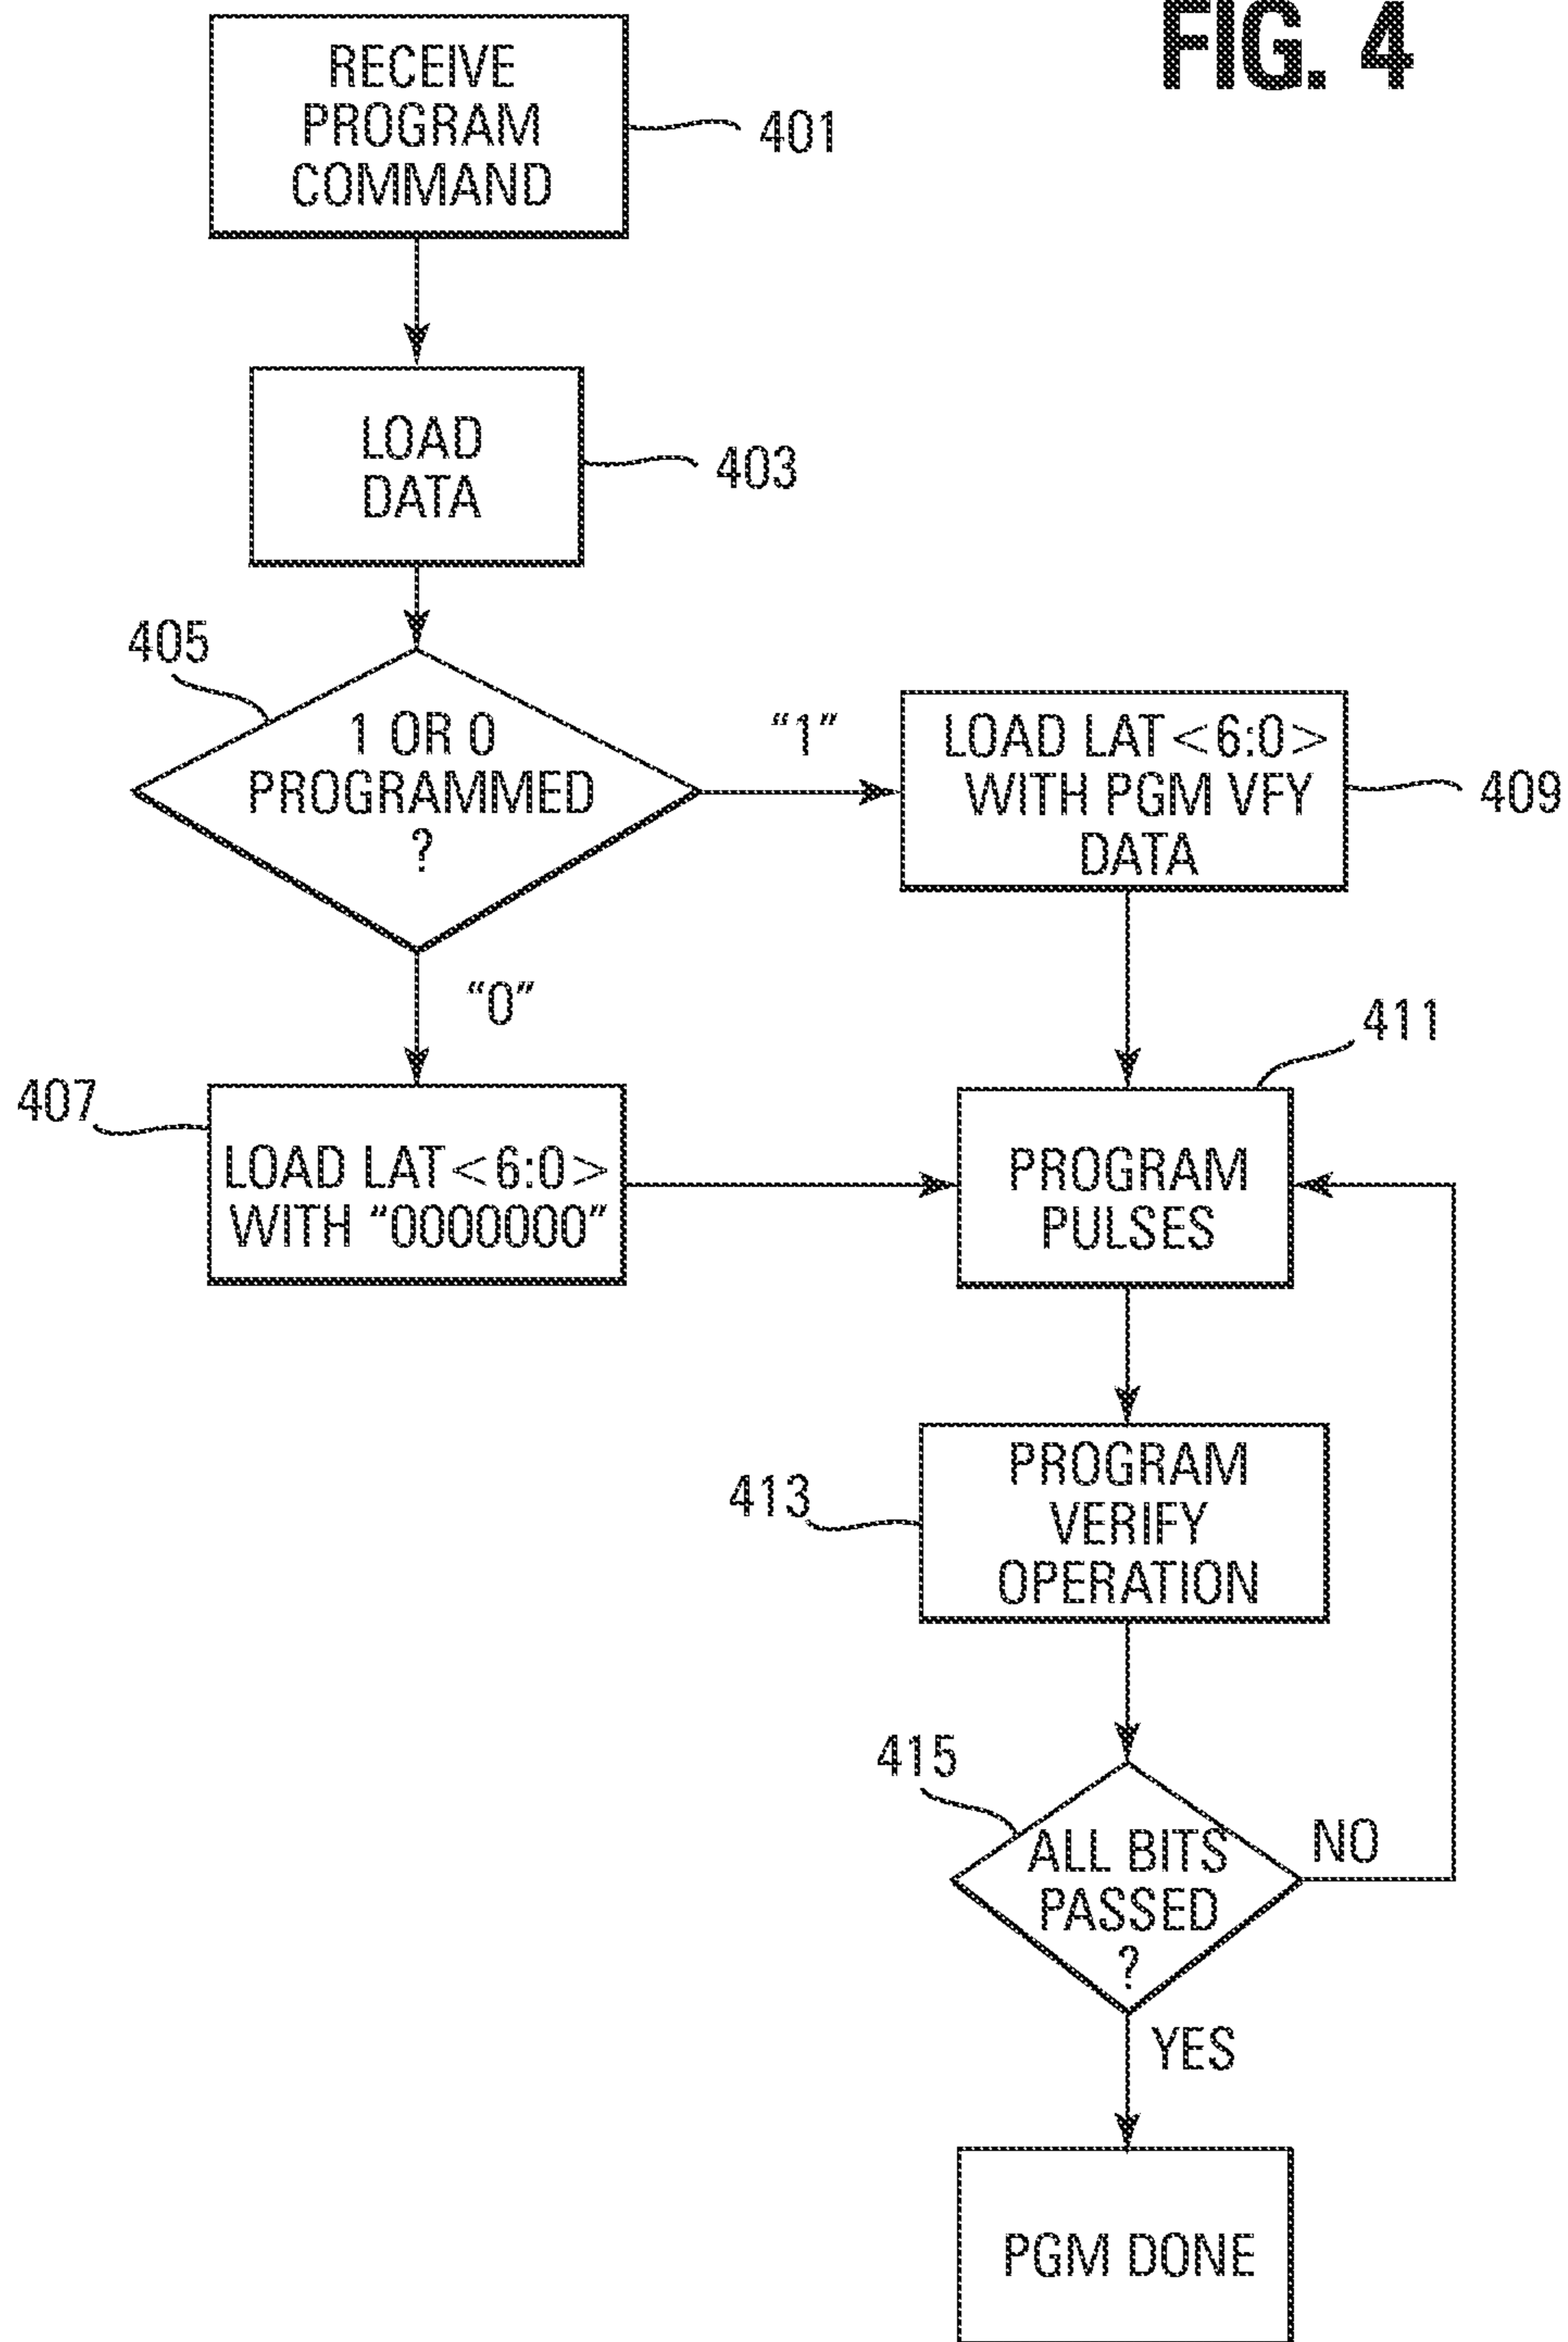 FIG. 4
RECEIVE
PROGRAM
COMMAND
401
LOAD
DATA
403
405
1 OR 0
PROGRAMMED
?
"1"
LOAD LAT<6:0>
WITH PGM VFY
DATA
409
"0"
407
LOAD LAT<6:0>
WITH "0000000"
411
PROGRAM
PULSES
413
PROGRAM
VERIFY
OPERATION
415
ALL BITS
PASSED
?
NO
YES
PGM DONE